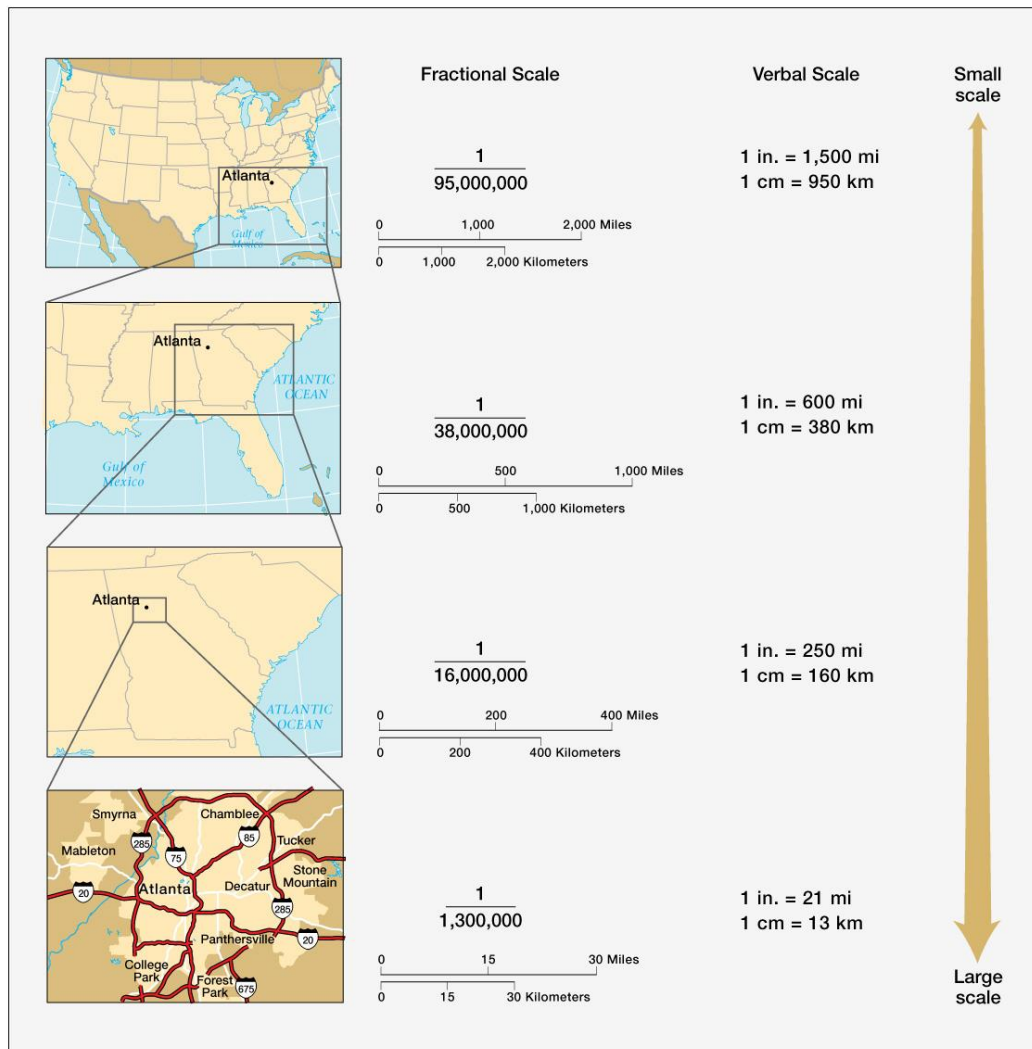 Fractional Scale
Verbal Scale
Small
scale
Atlanta
Gulf of
Mexico
1
95,000,000
1 in. = 1,500 mi
1 cm = 950 km
0 1,000 2,000 Miles
0 1,000 2,000 Kilometers
Atlanta
ATLANTIC
OCEAN
Gulf of
Mexico
1
38,000,000
1 in. = 600 mi
1 cm = 380 km
0 500 1,000 Miles
0 500 1,000 Kilometers
Atlanta
ATLANTIC
OCEAN
1
16,000,000
1 in. = 250 mi
1 cm = 160 km
0 200 400 Miles
0 200 400 Kilometers
Smyrna
Chamblee
285
75
85
Mableton
Tucker
Stone
Mountain
20
Atlanta
Decatur
285
Panthersville
20
College
Park
Forest
Park
675
1
1,300,000
1 in. = 21 mi
1 cm = 13 km
0 15 30 Miles
0 15 30 Kilometers
Large
scale